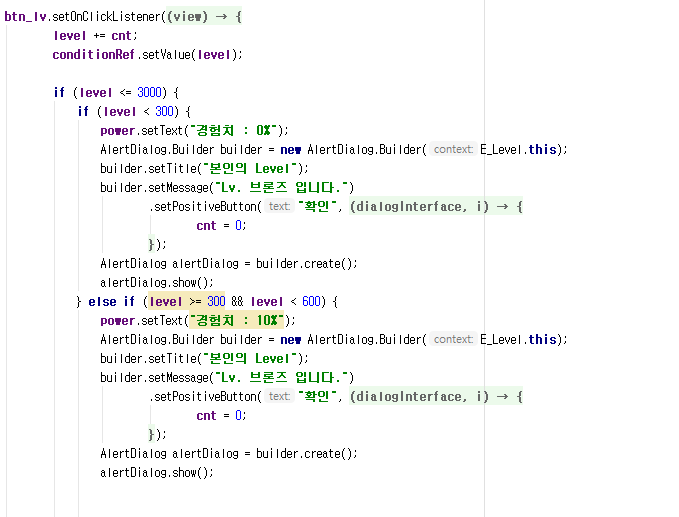 btn_lv.setOnClickListener((view) → {
level += cnt;
conditionRef.setValue(level);
if (level <= 3000) {
if (level < 300) {
power.setText("경험치 : 0%");
AlertDialog.Builder builder = new AlertDialog.Builder( context: E_Level.this);
builder.setTitle("본인의 Level");
builder.setMessage("Lv. 브론즈 입니다.")
.setPositiveButton( text: "확인", (dialogInterface, i) → {
cnt = 0;
});
AlertDialog alertDialog = builder.create();
alertDialog.show();
} else if (level >= 300 && level < 600) {
power.setText("경험치 : 10%");
AlertDialog.Builder builder = new AlertDialog.Builder( context: E_Level.this);
builder.setTitle("본인의 Level");
builder.setMessage("Lv. 브론즈 입니다.")
.setPositiveButton( text: "확인", (dialogInterface, i) → {
cnt = 0;
});
AlertDialog alertDialog = builder.create();
alertDialog.show();